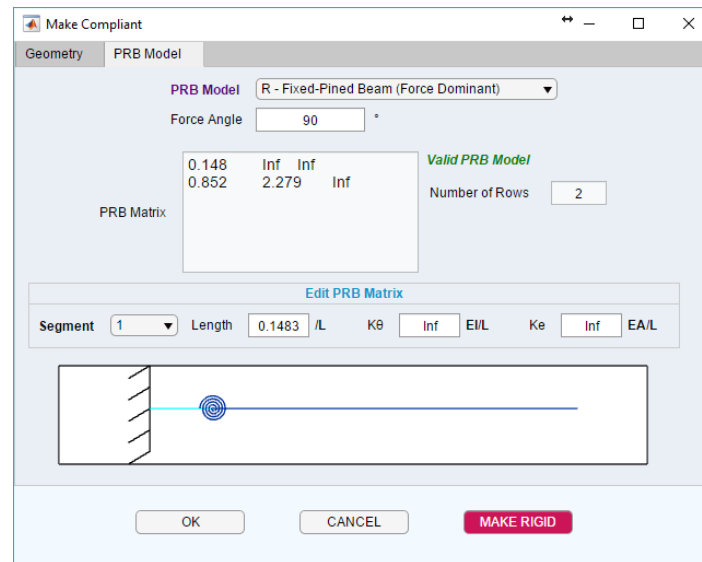 Make Compliant
Geometry PRB Model
PRB Model R - Fixed-Pined Beam (Force Dominant)
Force Angle 90 °
PRB Matrix
0.148 Inf Inf
0.852 2.279 Inf
Valid PRB Model
Number of Rows 2
Edit PRB Matrix
Segment 1 Length 0.1483 /L Kθ Inf EI/L Ke Inf EA/L
OK CANCEL MAKE RIGID